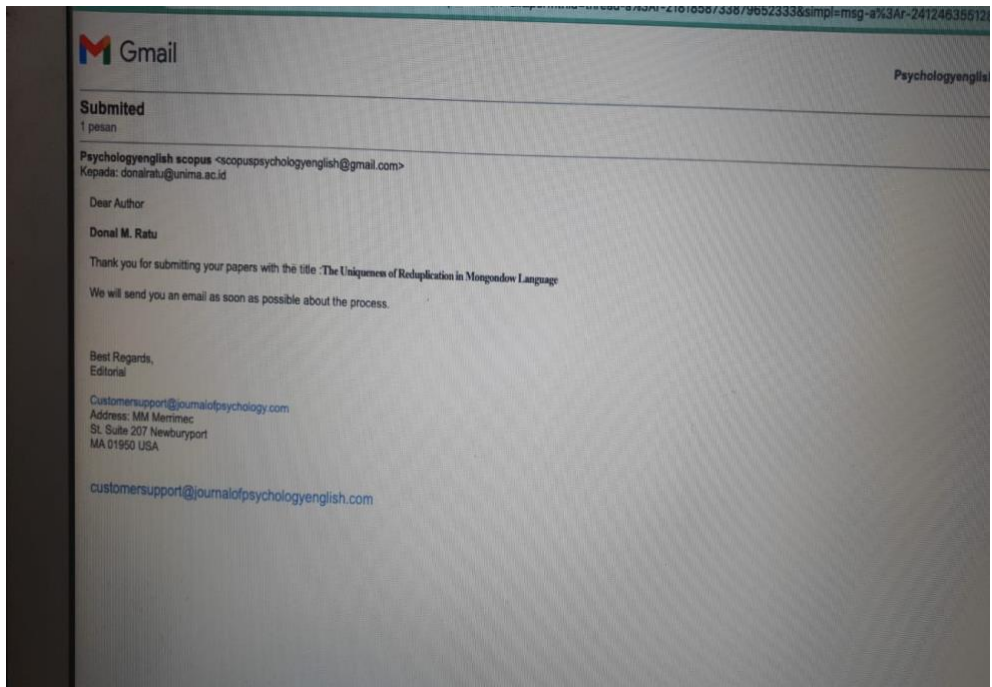 Gmail
Psychologyenglish
Submited
1 pesan
Psychologyenglish scopus <scopuspsychologyenglish@gmail.com>
Kepada: donalratu@unima.ac.id
Dear Author
Donal M. Ratu
Thank you for submitting your papers with the title :The Uniqueness of Reduplication in Mongondow Language
We will send you an email as soon as possible about the process.
Best Regards,
Editorial
Customersupport@journalofpsychology.com
Address: MM Merrimec
St. Suite 207 Newburyport
MA 01950 USA
customersupport@journalofpsychologyenglish.com